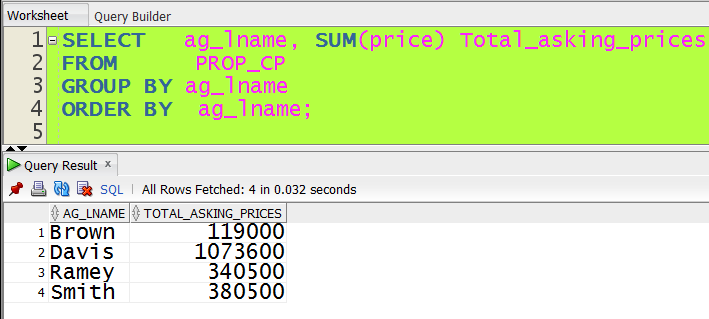 Worksheet Query Builder
1 SELECT ag_lname, SUM(price) Total_asking_prices
2 FROM PROP_CP
3 GROUP BY ag_lname
4 ORDER BY ag_lname;
5
Query Result x
SQL | All Rows Fetched: 4 in 0.032 seconds
AG_LNAME TOTAL_ASKING_PRICES
1 Brown 119000
2 Davis 1073600
3 Ramey 340500
4 Smith 380500